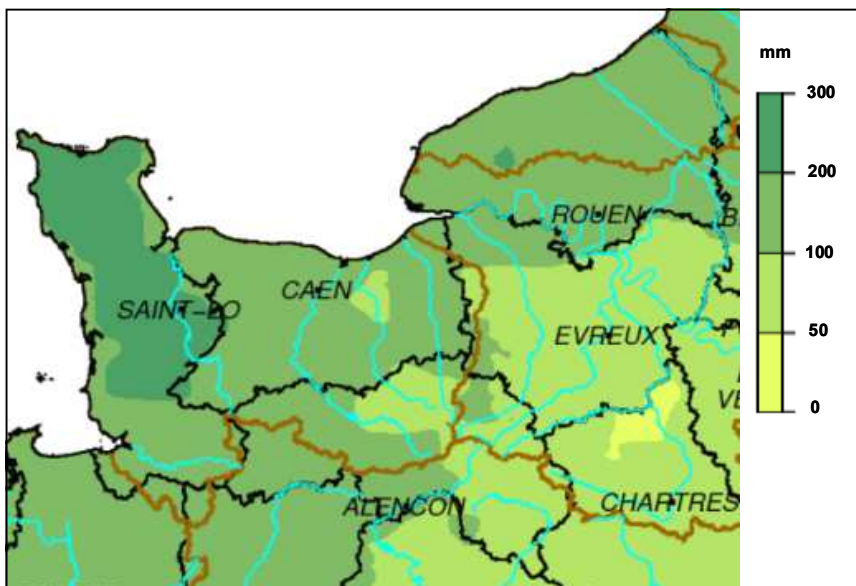 mm
300
200
100
50
0
ROUEN
CAEN
SAINT-LO
EVREUX
ALENCON
CHARTRES